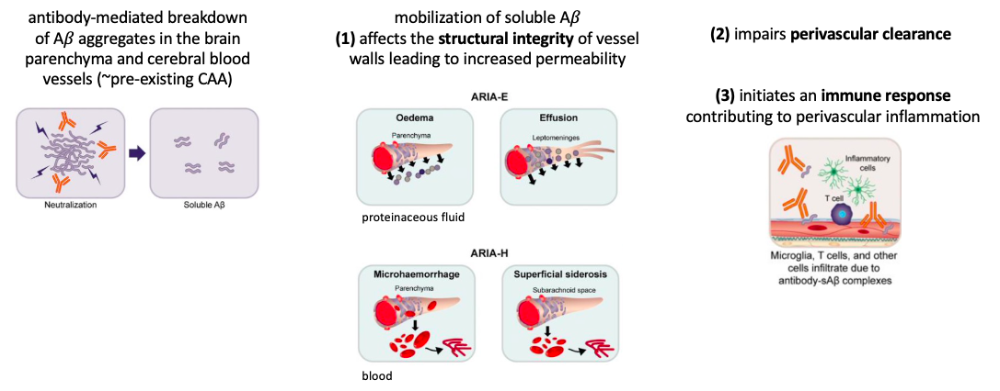 antibody-mediated breakdown
of Aβ aggregates in the brain
parenchyma and cerebral blood
vessels (~pre-existing CAA)
Neutralization
Soluble Aβ
mobilization of soluble Aβ
(1) affects the structural integrity of vessel
walls leading to increased permeability
ARIA-E
Oedema
Parenchyma
Effusion
Leptomeninges
proteinaceous fluid
ARIA-H
Microhaemorrhage
Parenchyma
Superficial siderosis
Subarachnoid space
blood
(2) impairs perivascular clearance
(3) initiates an immune response
contributing to perivascular inflammation
Inflammatory
cells
T cell
Microglia, T cells, and other
cells infiltrate due to
antibody-sAβ complexes